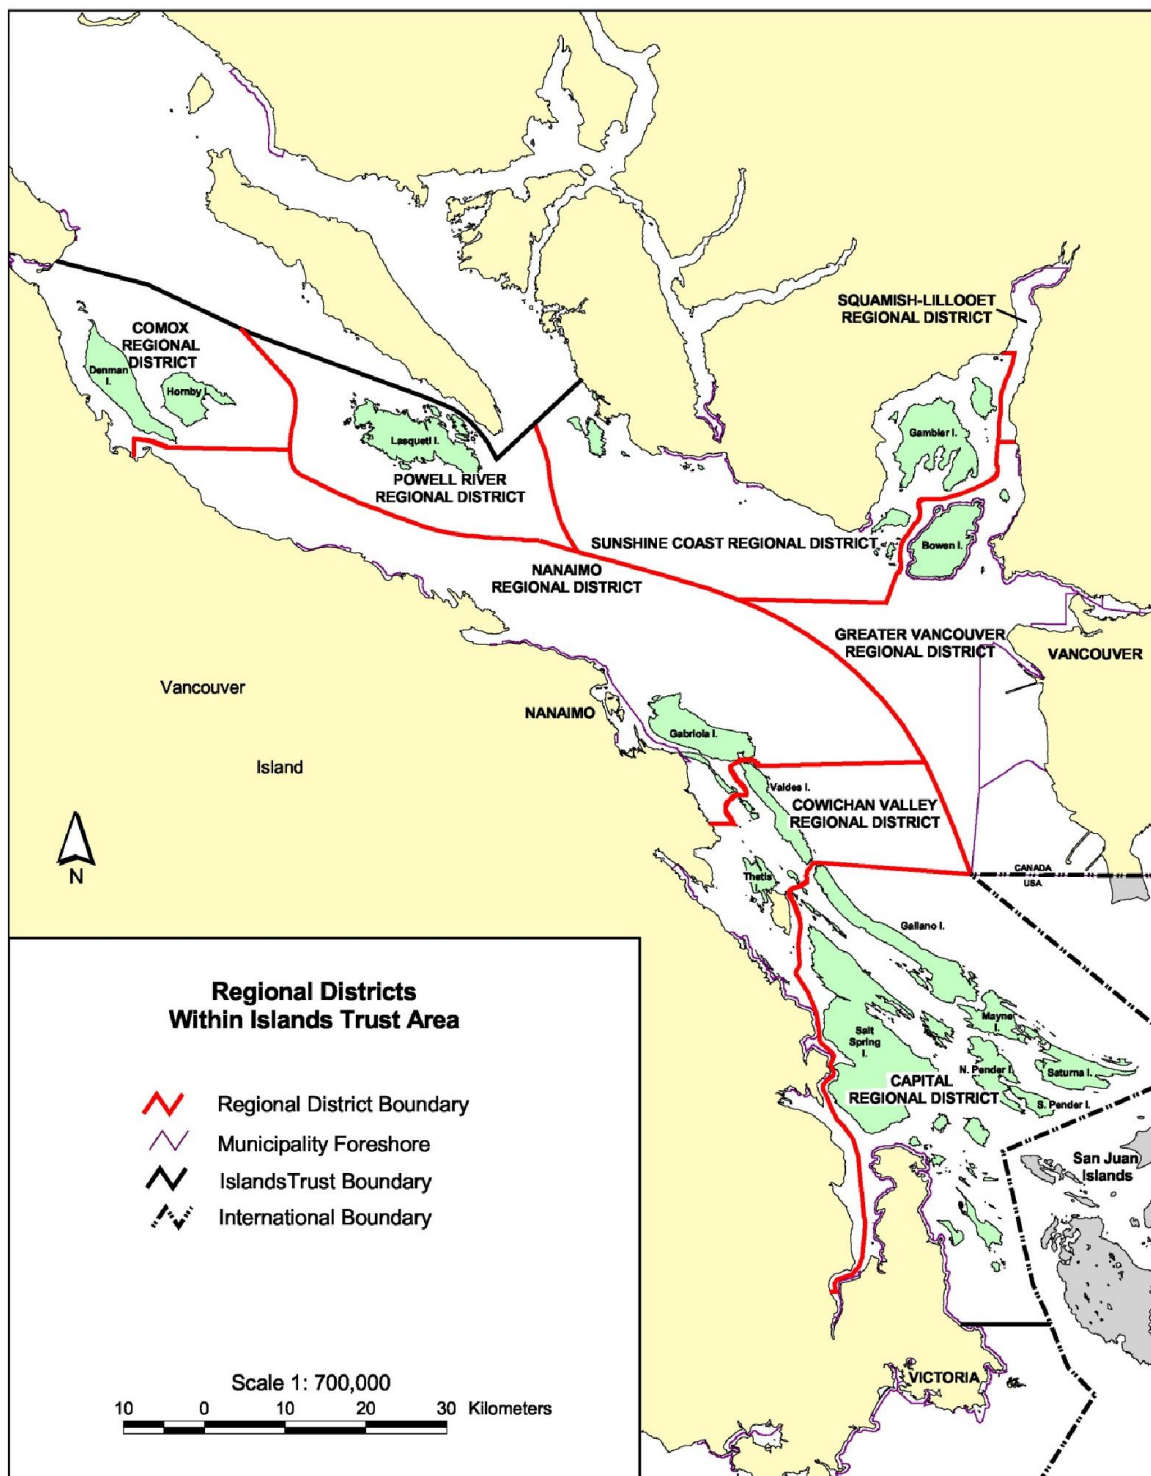 SQUAMISH-LILLOOET
REGIONAL DISTRICT
COMOX
REGIONAL
DISTRICT
Denman
I.
Hornby I.
Gambier I.
Lasqueti I.
POWELL RIVER
REGIONAL DISTRICT
SUNSHINE COAST REGIONAL DISTRICT
Bowen I.
NANAIMO
REGIONAL DISTRICT
GREATER VANCOUVER
REGIONAL DISTRICT
VANCOUVER
Vancouver
Island
NANAIMO
Gabriola I.
Valdes I.
COWICHAN VALLEY
REGIONAL DISTRICT
N
Thetis
I.
CANADA
USA
Galiano I.
Mayne
I.
Salt
Spring
I.
N. Pender I.
Saturna I.
CAPITAL
REGIONAL DISTRICT
S. Pender I.
San Juan
Islands
VICTORIA
Regional Districts
Within Islands Trust Area
Regional District Boundary
Municipality Foreshore
IslandsTrust Boundary
International Boundary
Scale 1: 700,000
10 0 10 20 30 Kilometers